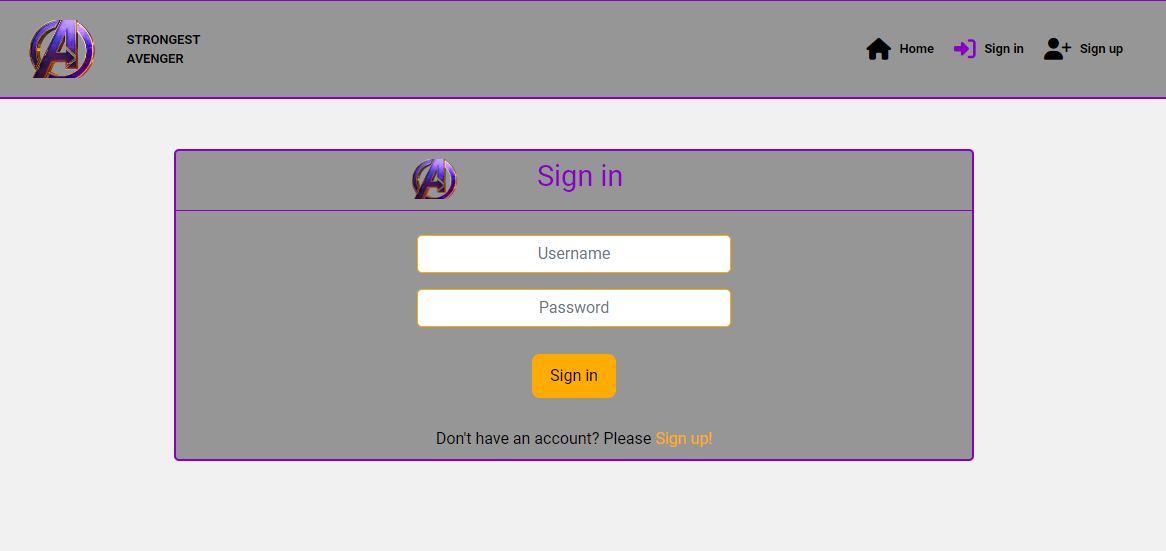 STRONGEST
AVENGER
Home
Sign in
Sign up
Sign in
Username
Password
Sign in
Don't have an account? Please Sign up!